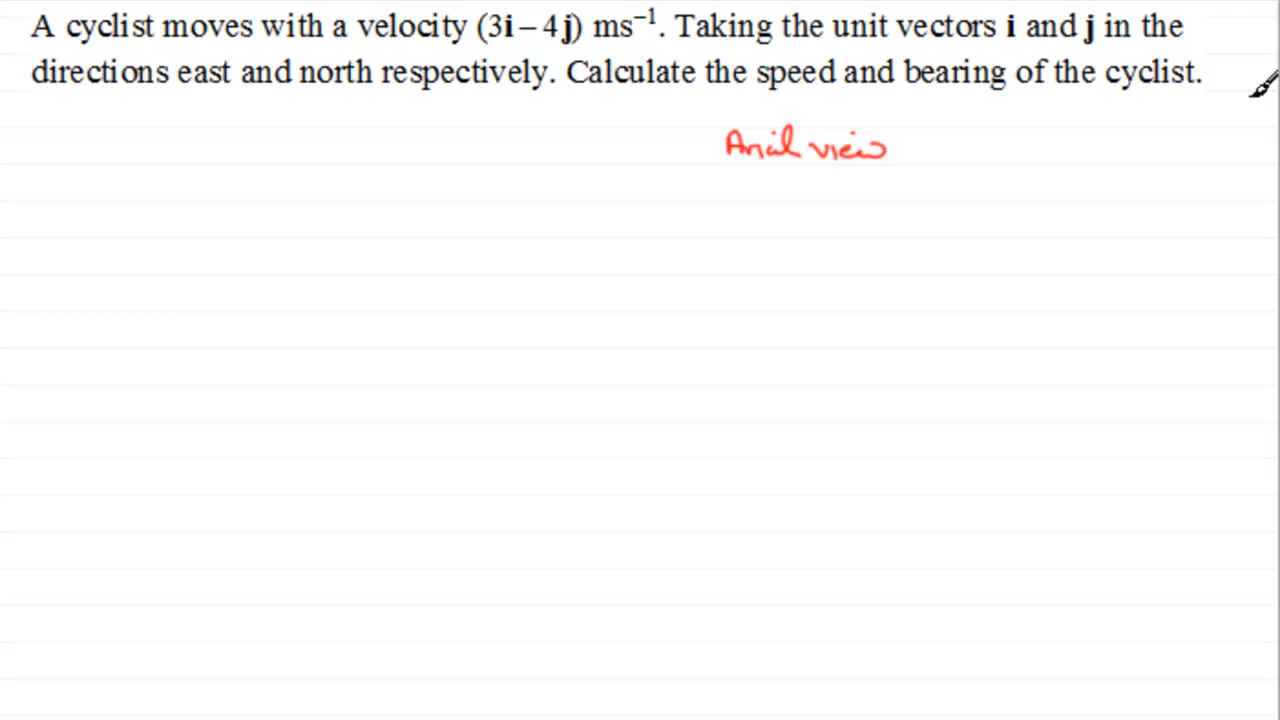 A cyclist moves with a velocity (3i – 4j) ms⁻¹. Taking the unit vectors i and j in the
directions east and north respectively. Calculate the speed and bearing of the cyclist.
Arial view